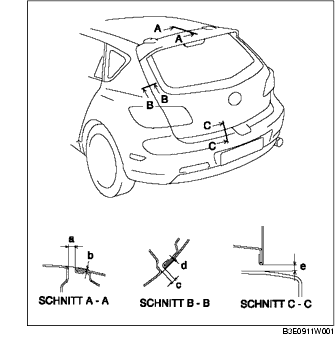 A
A
B
B
C
C
a
b
d
c
e
SCHNITT A - A
SCHNITT B - B
SCHNITT C - C
B3E0911W001